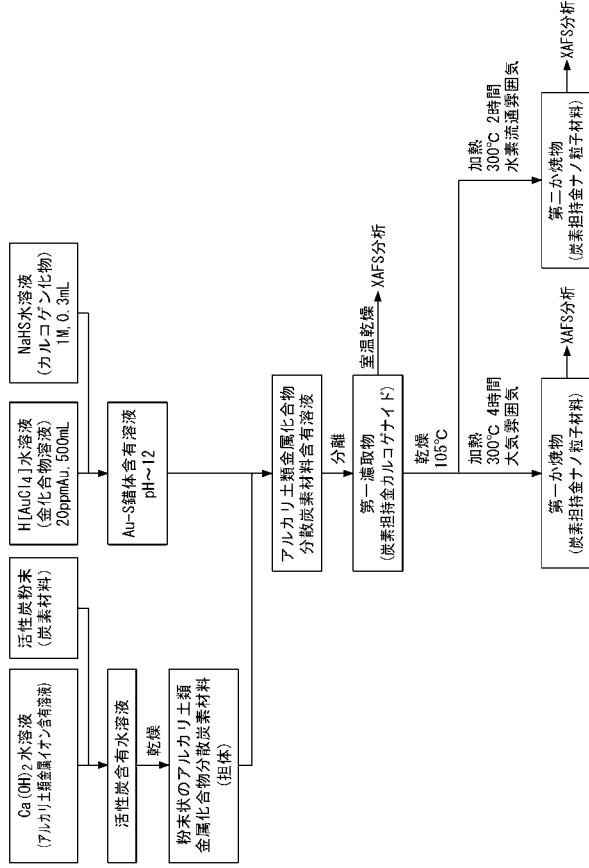 Ca(OH)2水溶液
(アルカリ土類金属イオン含有溶液)
活性炭粉末
(炭素材料)
H[AuCl4]水溶液
(金化合物溶液)
20ppmAu, 500mL
NaHS水溶液
(カルコゲン化物)
1M, 0.3mL
活性炭含有水溶液
Au-S錯体含有溶液
pH～12
乾燥
粉末状のアルカリ土類
金属化合物分散炭素材料
(担体)
アルカリ土類金属化合物
分散炭素材料含有溶液
分離
第一濾取物
(炭素担持金カルコゲナイド)
室温乾燥
XAFS分析
乾燥
105℃
加熱
300℃ 4時間
大気雰囲気
加熱
300℃ 2時間
水素流通雰囲気
第一か焼物
(炭素担持金ナノ粒子材料)
XAFS分析
第二か焼物
(炭素担持金ナノ粒子材料)
XAFS分析